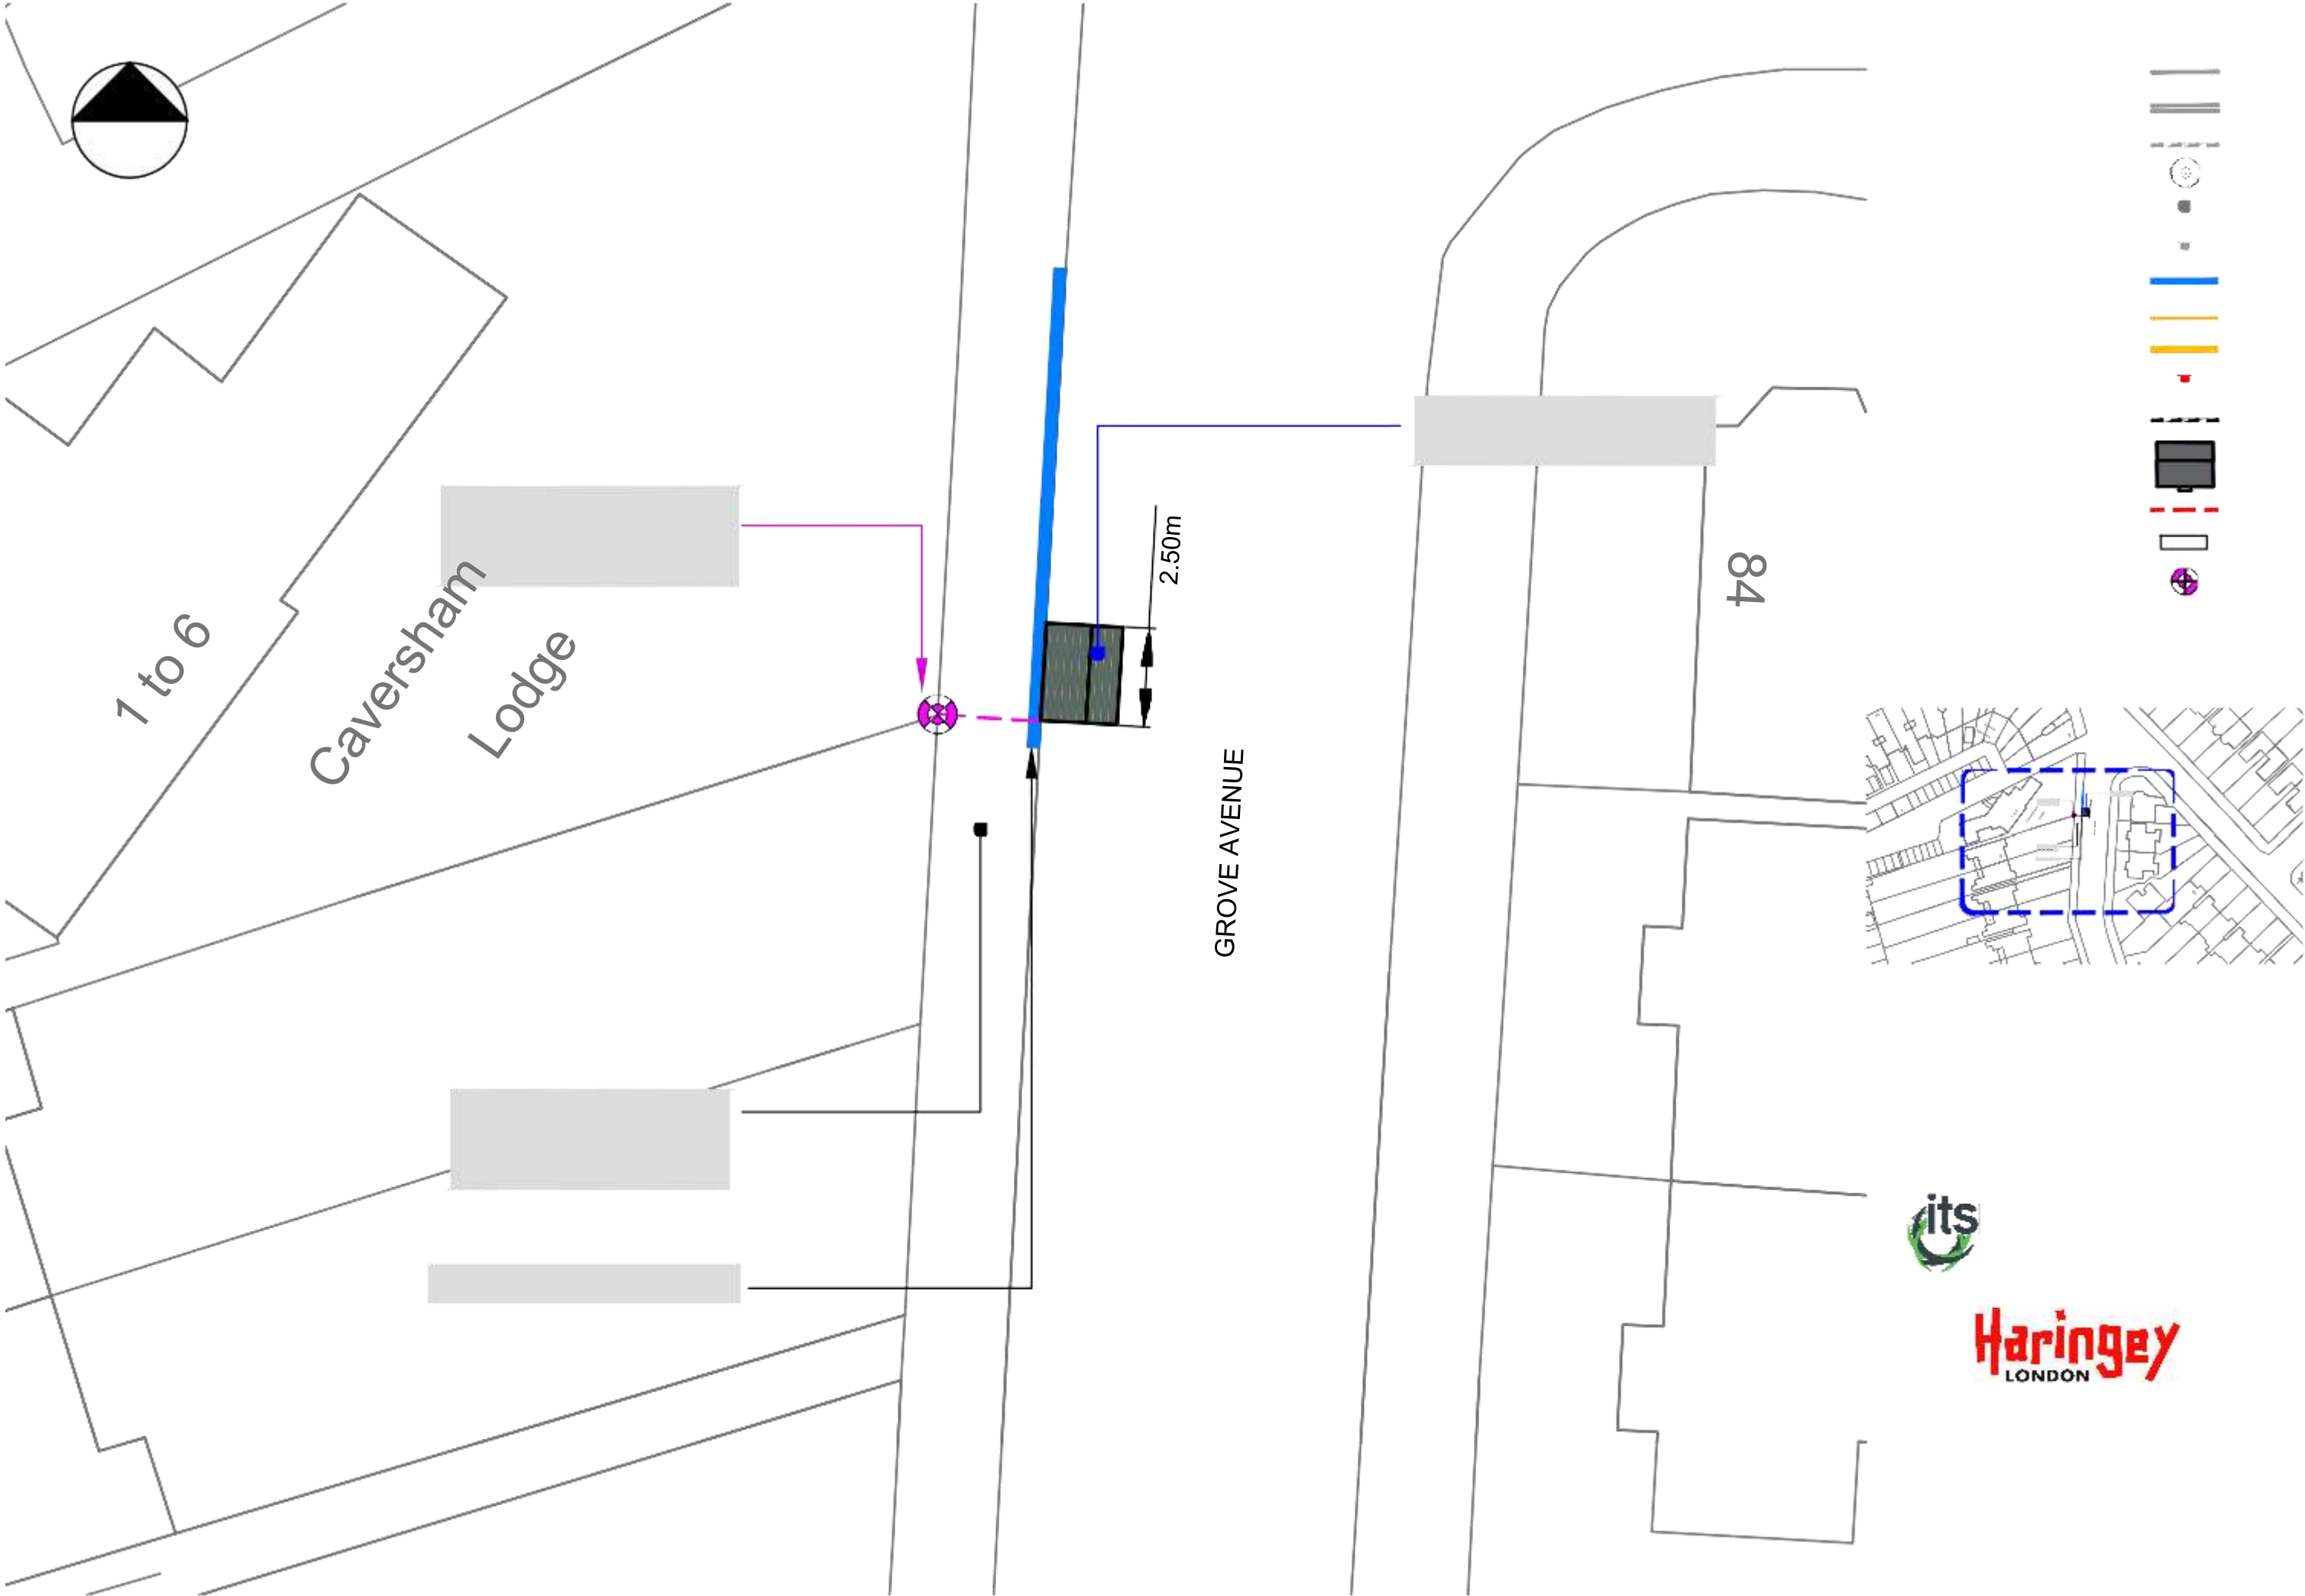 2.50m
84
1 to 6
Caversham
Lodge
GROVE AVENUE
its
Haringey
LONDON